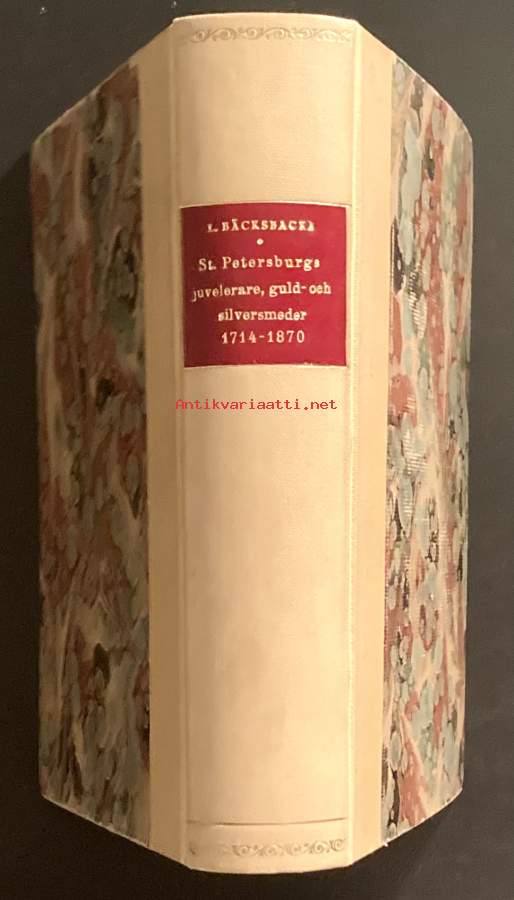 L. BÄCKSBACKA
St. Petersburgs
juvelerare, guld- och
silversmeder
1714-1870
Antikvariaatti.net